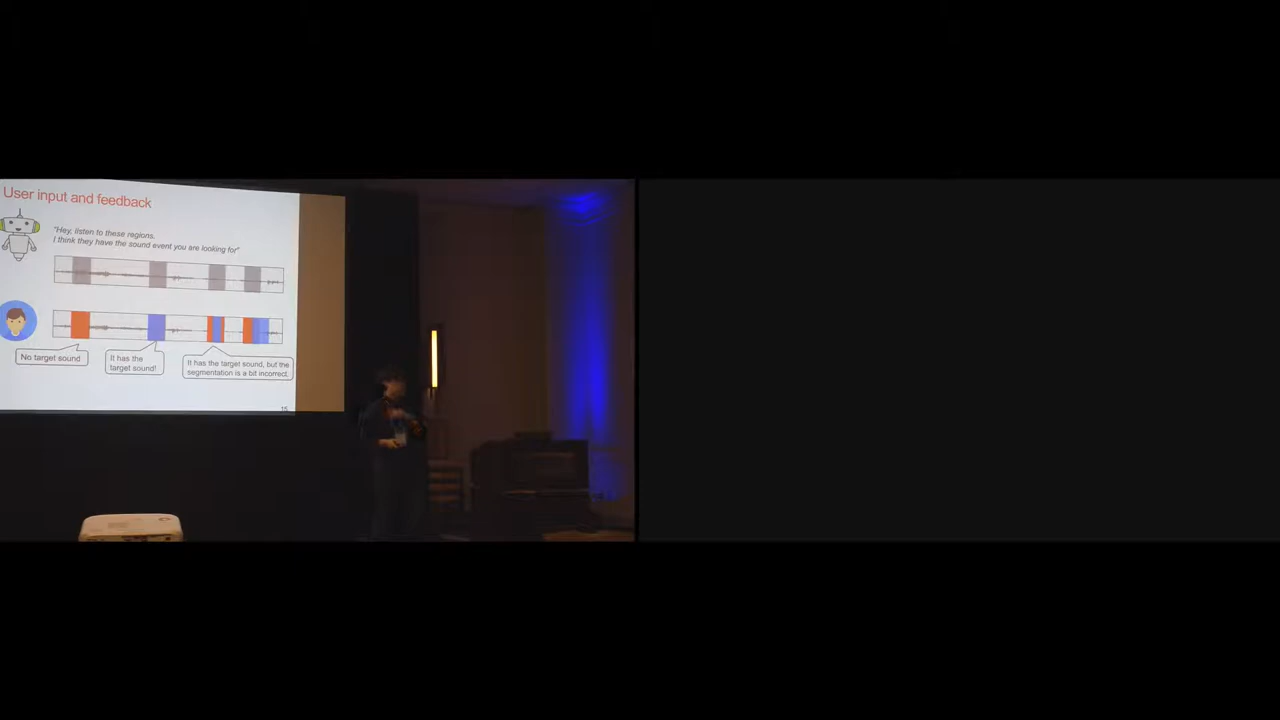 User input and feedback
"Hey, listen to these regions.
I think they have the sound event you are looking for"
No target sound
It has the
target sound!
It has the target sound, but the
segmentation is a bit incorrect.
15